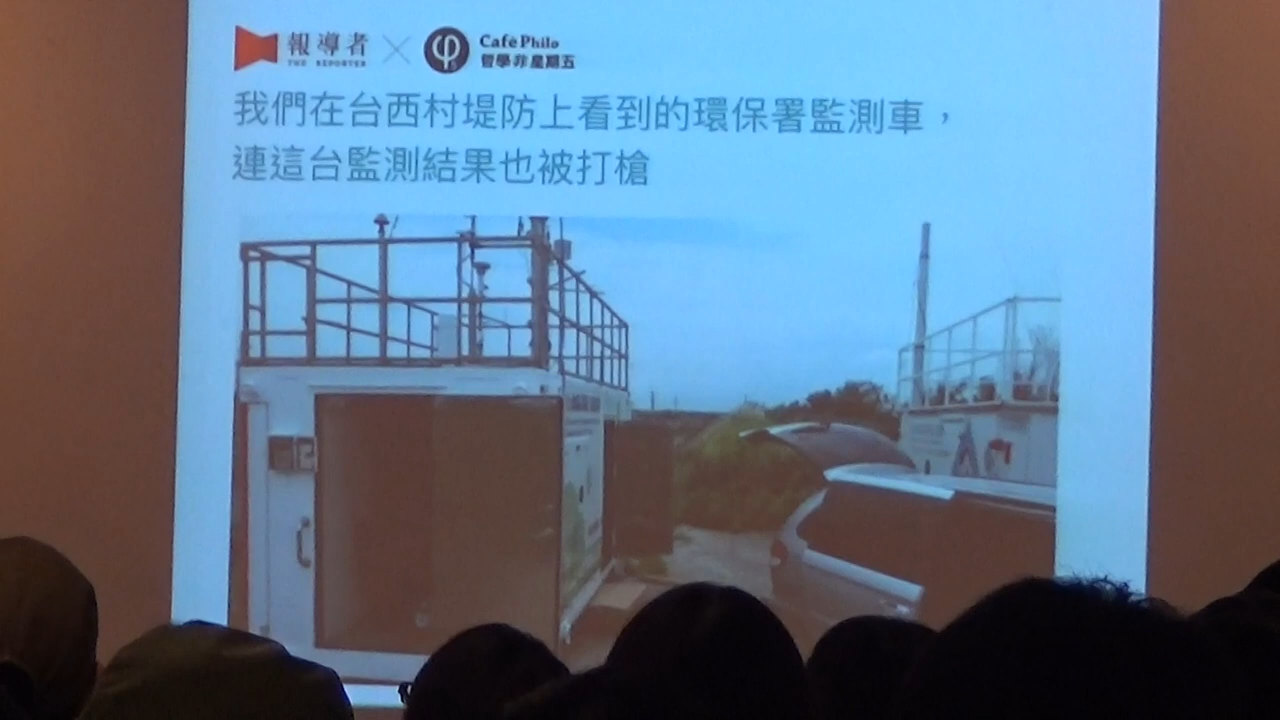 報導者
THE REPORTER
Café Philo
哲學非星期五
我們在台西村堤防上看到的環保署監測車，
連這台監測結果也被打槍